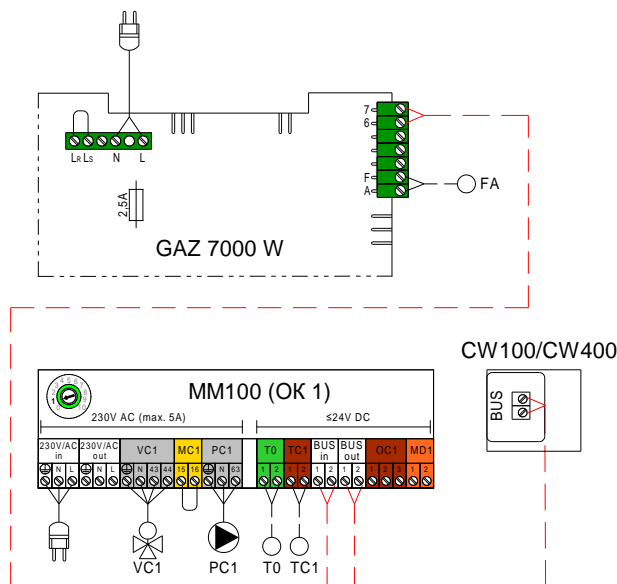 7
6
LR LS N L
F
A
FA
2,5A
GAZ 7000 W
CW100/CW400
BUS
MM100 (OK 1)
230V AC (max. 5A) ≤24V DC
230V/AC in 230V/AC out VC1 MC1 PC1 T0 TC1 BUS in BUS out OC1 MD1
N L N L N 43 44 15 16 N 63 1 2 1 2 1 2 1 2 1 2 3 1 2
VC1 PC1 T0 TC1